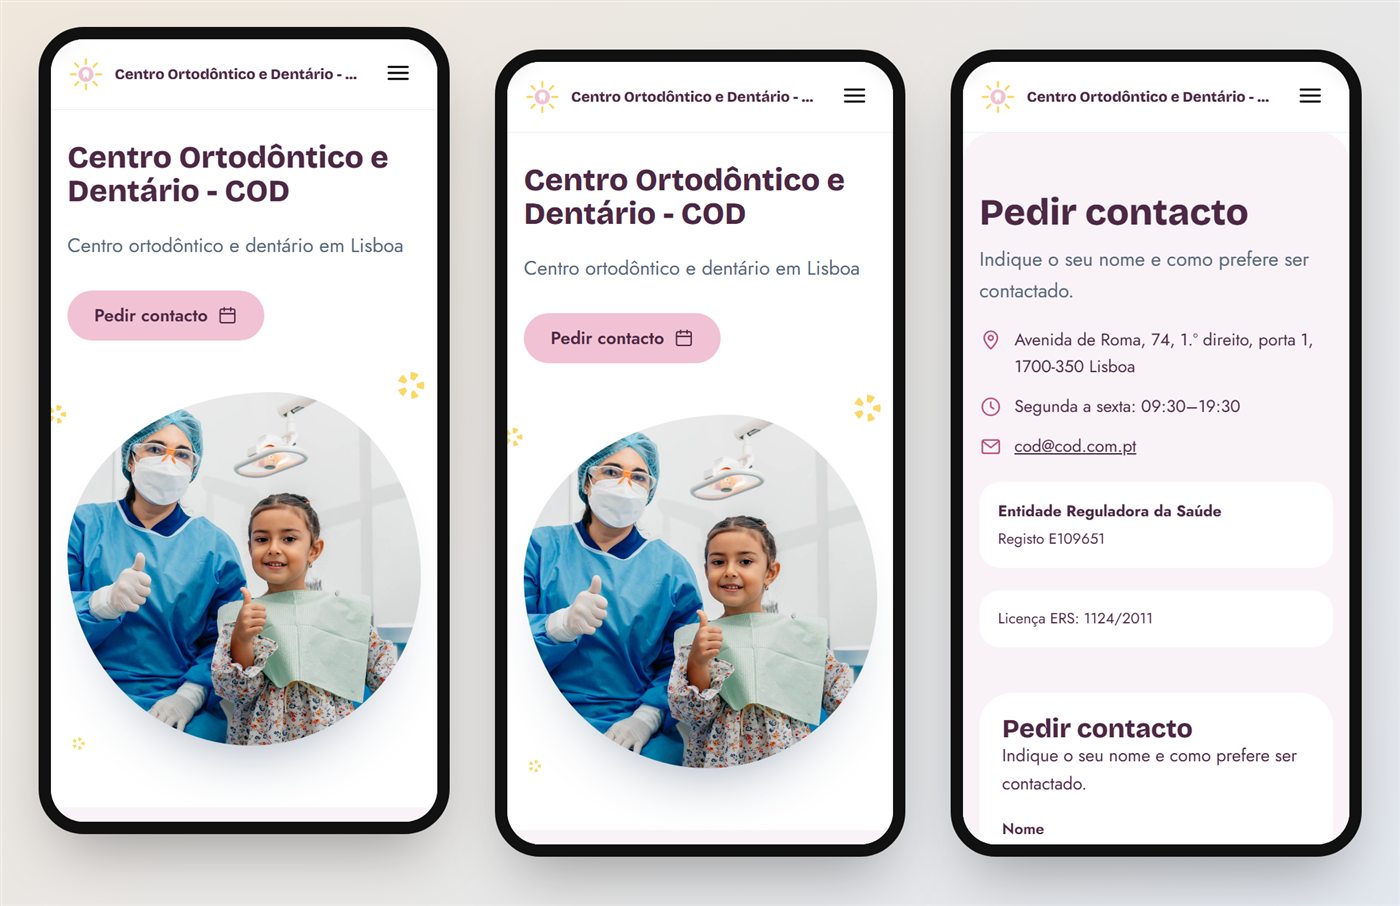 Centro Ortodôntico e Dentário - ...
Centro Ortodôntico e
Dentário - COD
Centro ortodôntico e dentário em Lisboa
Pedir contacto
Centro Ortodôntico e Dentário - ...
Centro Ortodôntico e
Dentário - COD
Centro ortodôntico e dentário em Lisboa
Pedir contacto
Centro Ortodôntico e Dentário - ...
Pedir contacto
Indique o seu nome e como prefere ser
contactado.
Avenida de Roma, 74, 1.º direito, porta 1,
1700-350 Lisboa
Segunda a sexta: 09:30–19:30
cod@cod.com.pt
Entidade Reguladora da Saúde
Registo E109651
Licença ERS: 1124/2011
Pedir contacto
Indique o seu nome e como prefere ser
contactado.
Nome